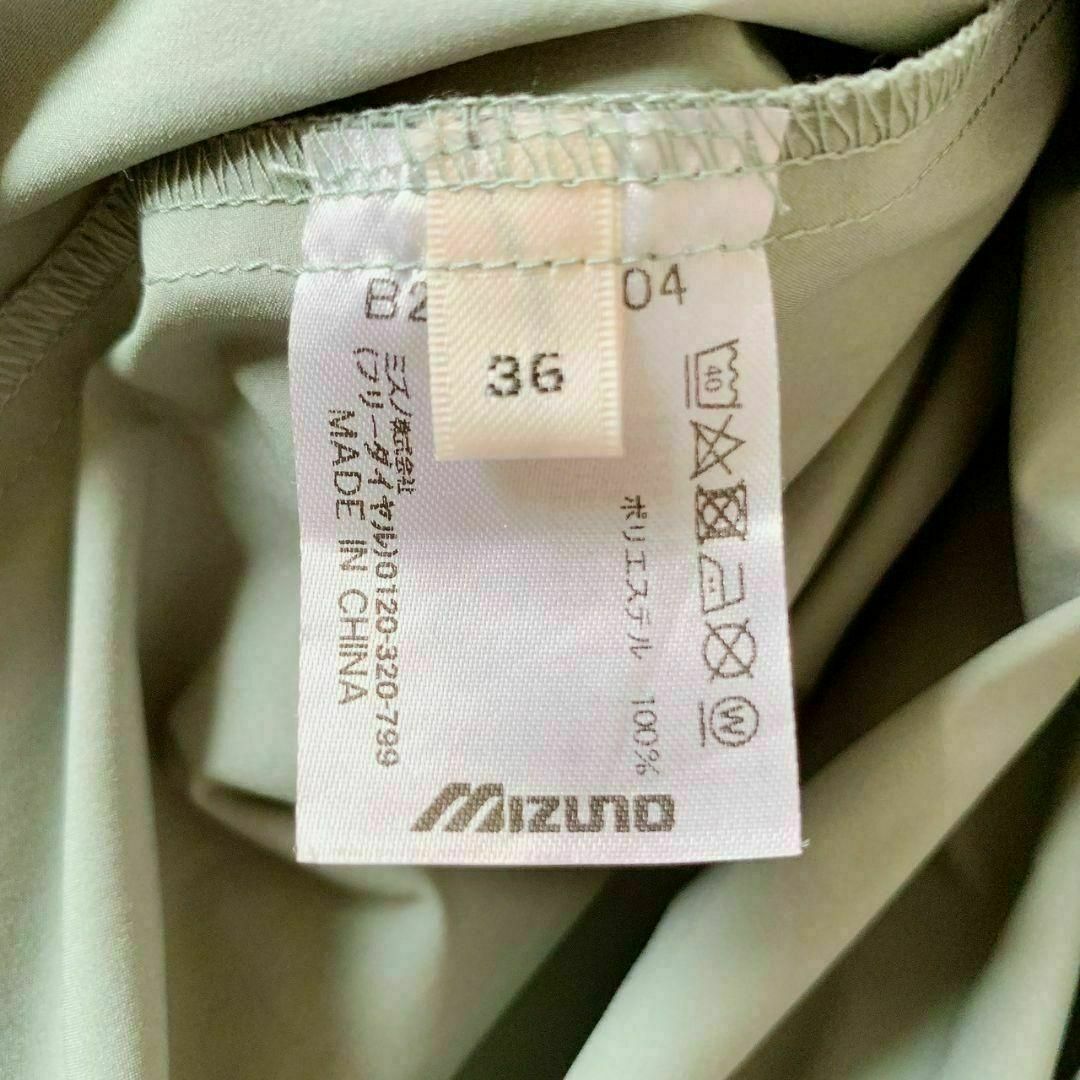 B2 04
36
40
W
ポリエステル 100%
ミズノ株式会社
(フリーダイヤル)0120-320-799
MADE IN CHINA
MIZUNO